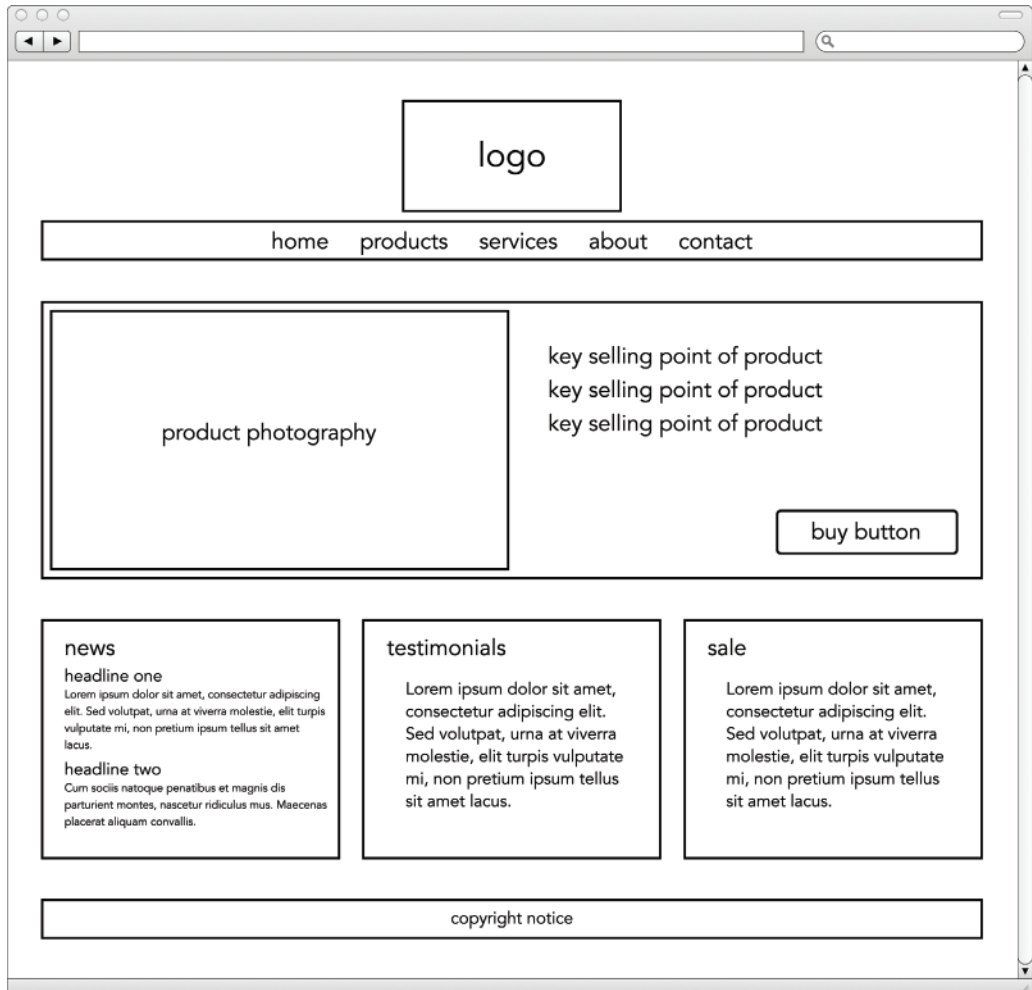 logo
home products services about contact
product photography
key selling point of product
key selling point of product
key selling point of product
buy button
news
headline one
Lorem ipsum dolor sit amet, consectetur adipiscing
elit. Sed volutpat, urna at viverra molestie, elit turpis
vulputate mi, non pretium ipsum tellus sit amet
lacus.
headline two
Cum sociis natoque penatibus et magnis dis
parturient montes, nascetur ridiculus mus. Maecenas
placerat aliquam convallis.
testimonials
Lorem ipsum dolor sit amet,
consectetur adipiscing elit.
Sed volutpat, urna at viverra
molestie, elit turpis vulputate
mi, non pretium ipsum tellus
sit amet lacus.
sale
Lorem ipsum dolor sit amet,
consectetur adipiscing elit.
Sed volutpat, urna at viverra
molestie, elit turpis vulputate
mi, non pretium ipsum tellus
sit amet lacus.
copyright notice